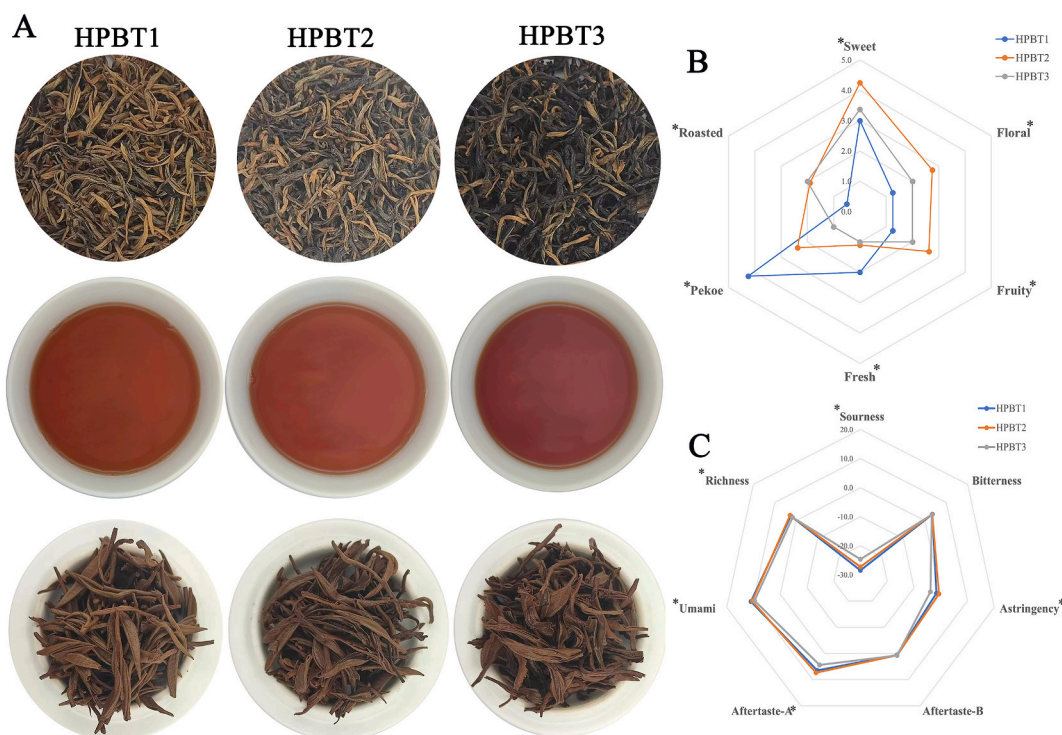 A
HPBT1
HPBT2
HPBT3
B
HPBT1
HPBT2
HPBT3
*Sweet
5.0
4.0
3.0
2.0
1.0
0.0
Floral*
Fruity*
Fresh*
*Pekoe
*Roasted
C
HPBT1
HPBT2
HPBT3
*Sourness
20.0
10.0
0.0
-10.0
-20.0
-30.0
Bitterness
Astringency*
Aftertaste-B
Aftertaste-A*
*Umami
*Richness